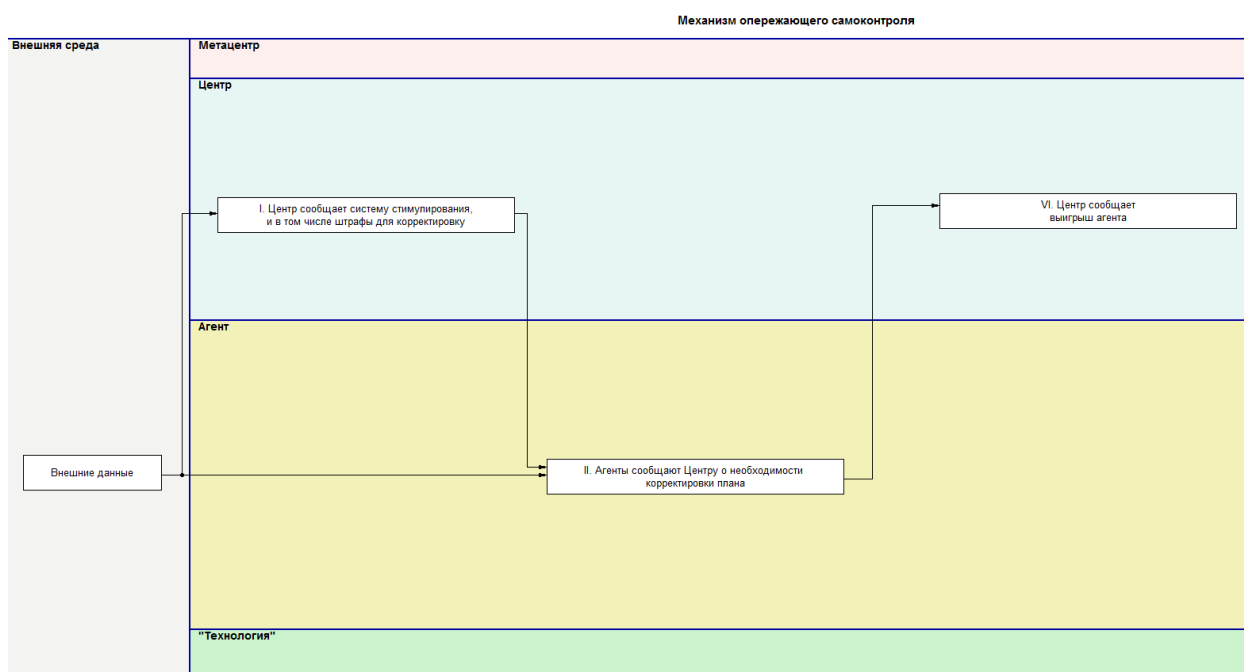 Механизм опережающего самоконтроля
Внешняя среда
Метацентр
Центр
I. Центр сообщает систему стимулирования,
и в том числе штрафы для корректировку
VI. Центр сообщает
выигрыш агента
Агент
Внешние данные
II. Агенты сообщают Центру о необходимости
корректировки плана
"Технология"